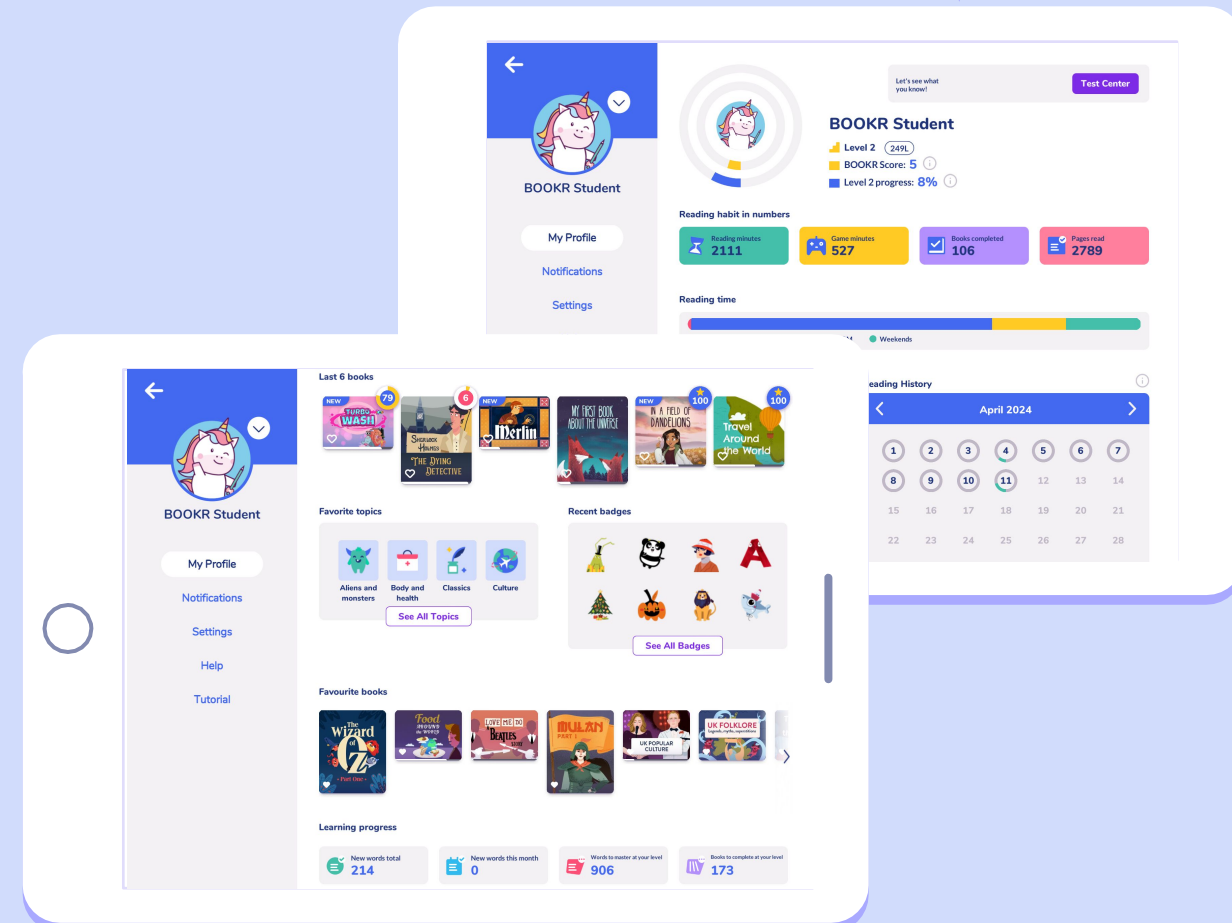 Let's see what
you know!
Test Center
BOOKR Student
BOOKR Student
Level 2 249L
BOOKR Score: 5
Level 2 progress: 8%
My Profile
Notifications
Settings
Reading habit in numbers
Reading minutes
2111
Game minutes
527
Books completed
106
Pages read
2789
Reading time
Weekends
eading History
April 2024
1 2 3 4 5 6 7
8 9 10 11 12 13 14
15 16 17 18 19 20 21
22 23 24 25 26 27 28
BOOKR Student
My Profile
Notifications
Settings
Help
Tutorial
Last 6 books
NEW
79
TURBO
WASH
6
SHERLOCK
HOLMES
THE DYING
DETECTIVE
NEW
Merlin
MY FIRST BOOK
ABOUT THE UNIVERSE
NEW
100
IN A FIELD OF
DANDELIONS
100
Travel
Around
the World
Favorite topics
Aliens and
monsters
Body and
health
Classics
Culture
See All Topics
Recent badges
See All Badges
Favourite books
The
Wizard
of
OZ
• Part One •
Food
AROUND
the WORLD
LOVE ME DO
A
BEATLES
STORY
MULAN
PART 1
UK POPULAR
CULTURE
UK FOLKLORE
Legends, myths, superstitions
Learning progress
New words total
214
New words this month
0
Words to master at your level
906
Books to complete at your level
173